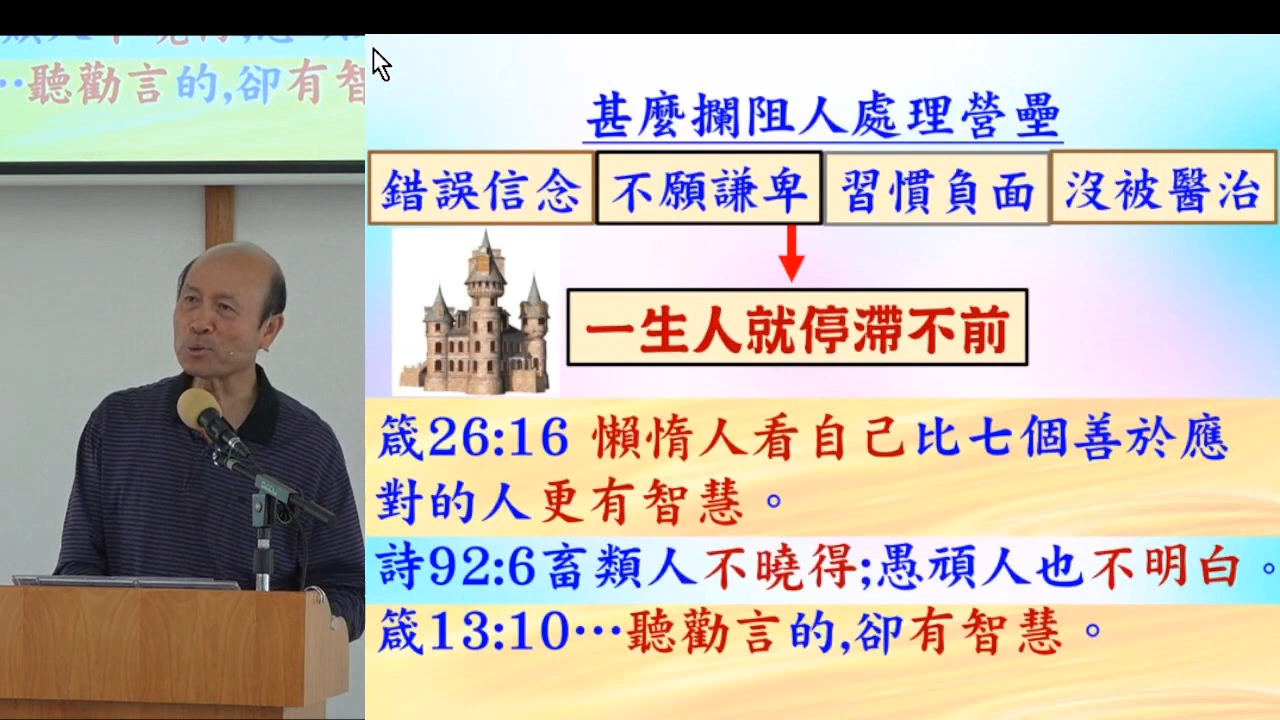 …聽勸言的,卻有智
甚麼攔阻人處理營壘
錯誤信念 不願謙卑 習慣負面 沒被醫治
一生人就停滯不前
箴26:16 懶惰人看自己比七個善於應
對的人更有智慧。
詩92:6畜類人不曉得;愚頑人也不明白。
箴13:10…聽勸言的,卻有智慧。